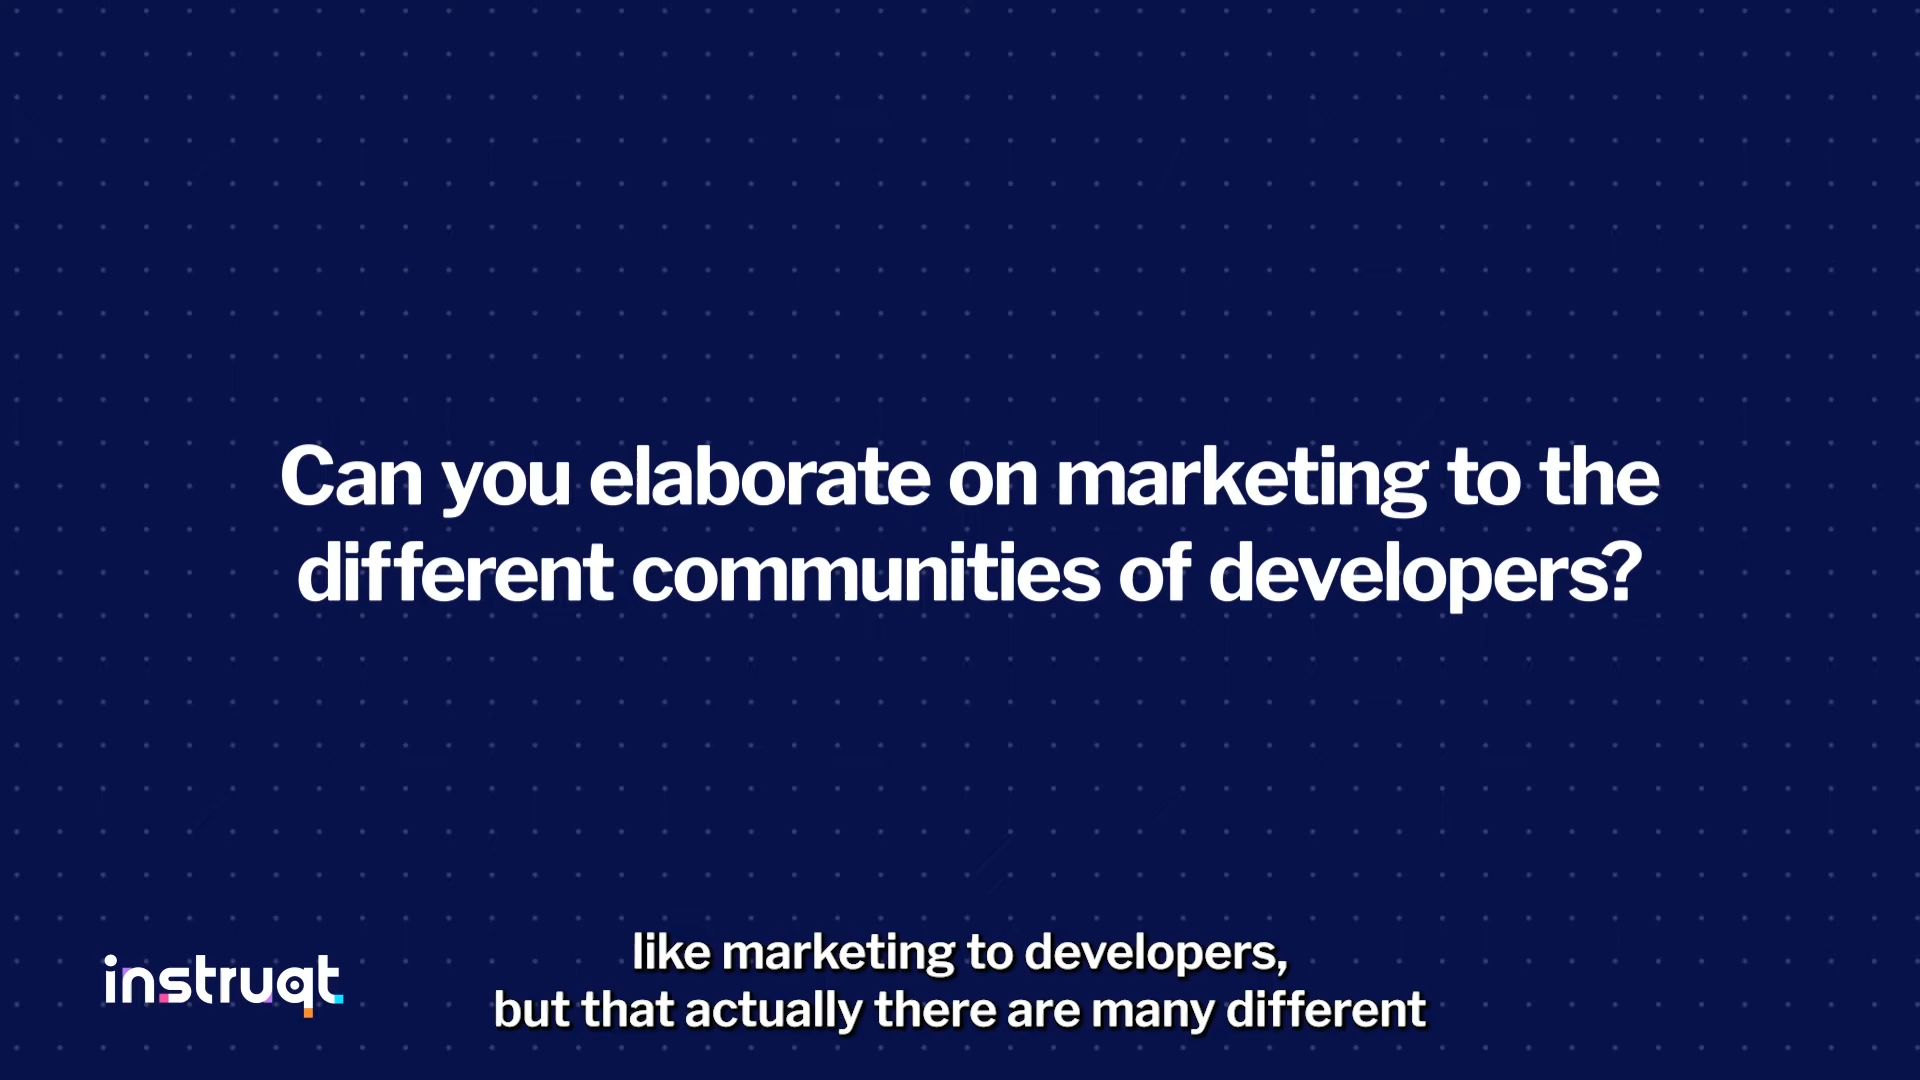 Can you elaborate on marketing to the
different communities of developers?
like marketing to developers,
but that actually there are many different
instruqt